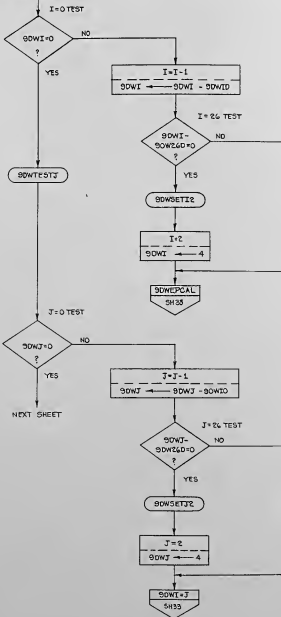 I=0 TEST
9DWI=0
?
NO
YES
I=I-1
9DWI ← 9DWI - 9DWID
I=26 TEST
9DWI-
9DW26D=0
?
NO
YES
9DWTESTJ
9DWSETI2
I=2
9DWI ← 4
9DWEPCAL
SH33
J=0 TEST
9DWJ=0
?
NO
YES
NEXT SHEET
J=J-1
9DWJ ← 9DWJ - 9DWID
J=26 TEST
9DWJ-
9DW26D=0
?
NO
YES
9DWSETJ2
J=2
9DWJ ← 4
9DWI=J
SH33